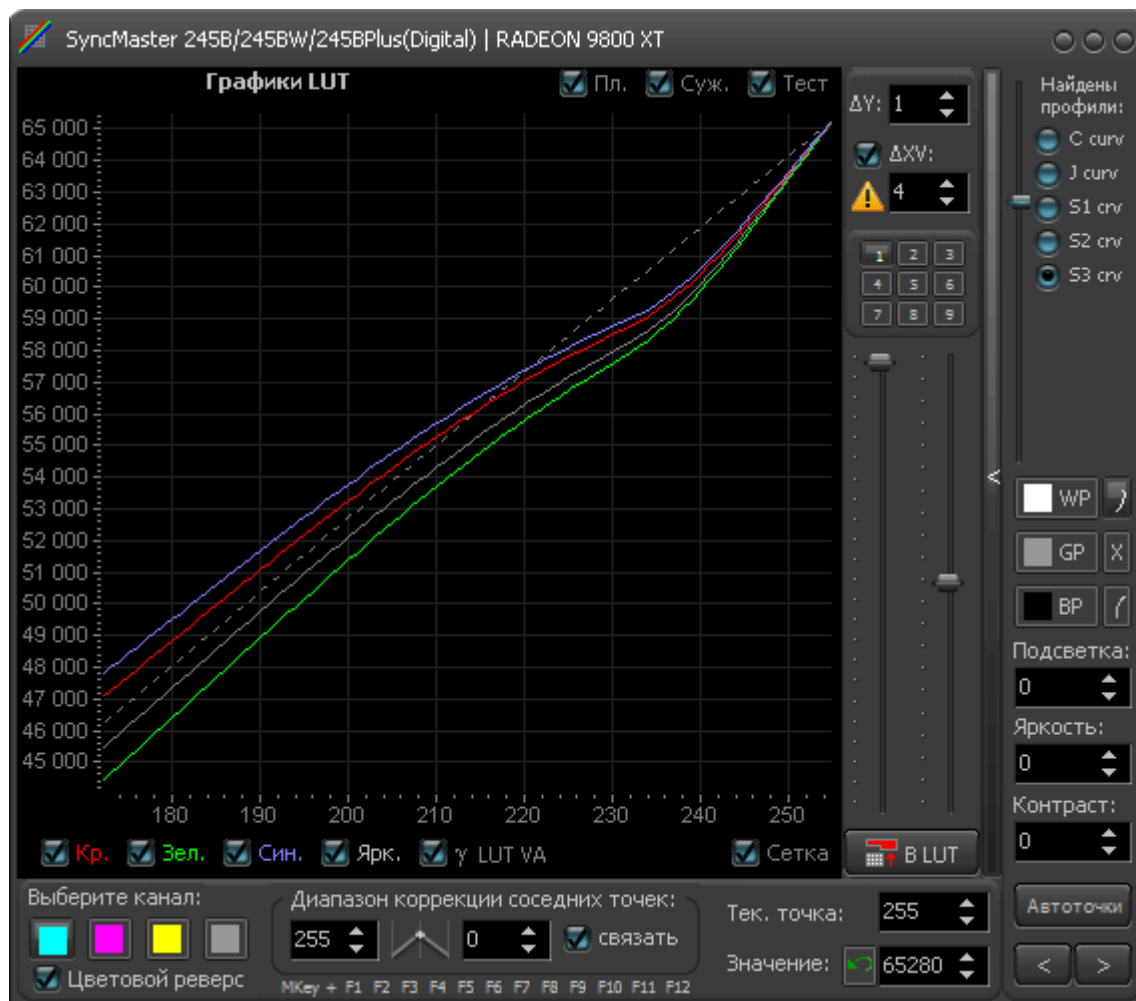 SyncMaster 245B/245BW/245BPlus(Digital) | RADEON 9800 XT
Графики LUT
Пл. Суж. Тест
65 000
64 000
63 000
62 000
61 000
60 000
59 000
58 000
57 000
56 000
55 000
54 000
53 000
52 000
51 000
50 000
49 000
48 000
47 000
46 000
45 000
180 190 200 210 220 230 240 250
Кр. Зел. Син. Ярк. γ LUT VA Сетка
ΔY: 1
ΔXV:
4
1 2 3
4 5 6
7 8 9
<
В LUT
Найдены
профили:
C curv
J curv
S1 crv
S2 crv
S3 crv
WP
GP X
BP
Подсветка:
0
Яркость:
0
Контраст:
0
Автоточки
< >
Выберите канал:
Цветовой реверс
Диапазон коррекции соседних точек:
255 0 связать
MKey + F1 F2 F3 F4 F5 F6 F7 F8 F9 F10 F11 F12
Тек. точка: 255
Значение: 65280